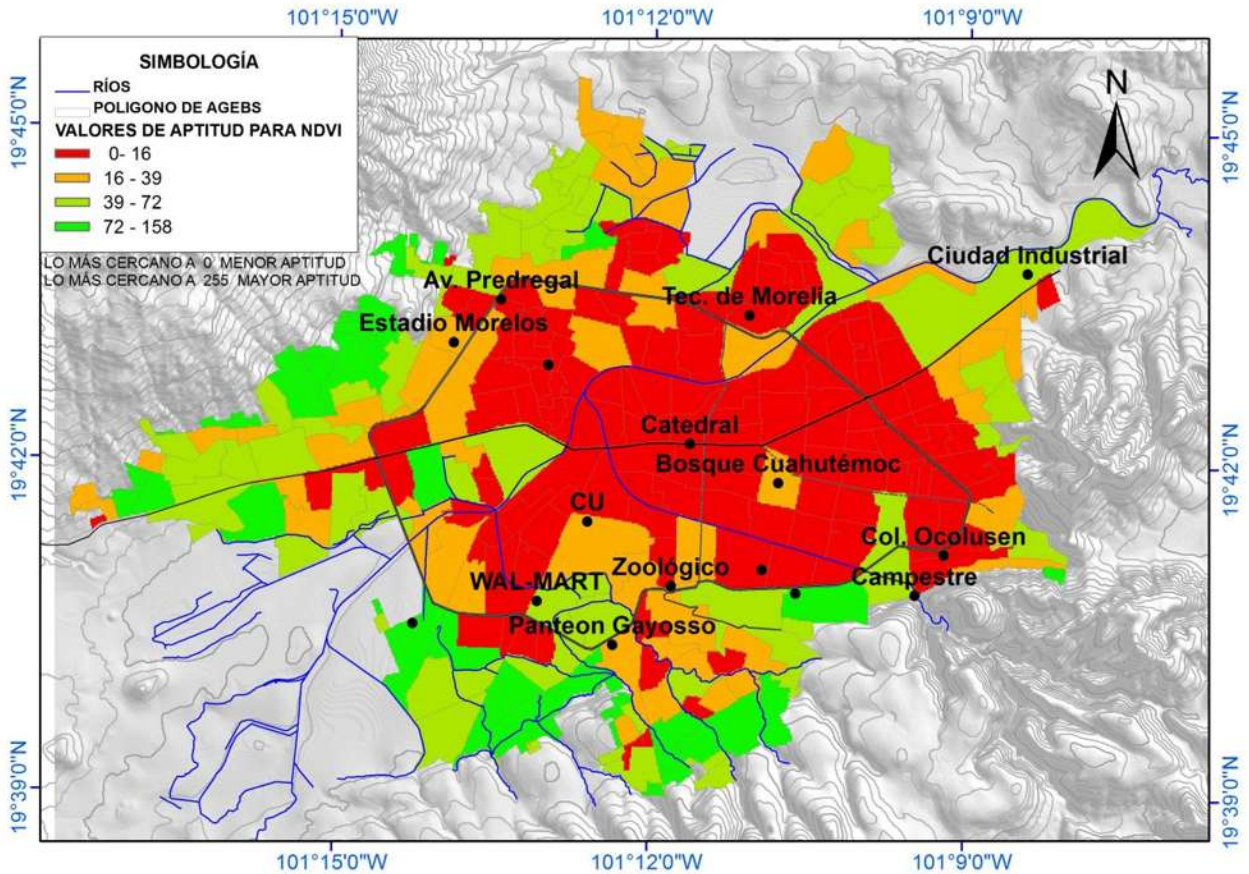 101°15'0"W
101°12'0"W
101°9'0"W
SIMBOLOGÍA
RÍOS
POLIGONO DE AGEBS
VALORES DE APTITUD PARA NDVI
0- 16
16 - 39
39 - 72
72 - 158
LO MÁS CERCANO A 0 MENOR APTITUD
LO MÁS CERCANO A 255 MAYOR APTITUD
N
19°45'0"N
19°45'0"N
Ciudad Industrial
Av. Predregal
Tec. de Morelia
Estadio Morelos
Catedral
19°42'0"N
19°42'0"N
Bosque Cuahutémoc
CU
Col. Ocolusen
Zoológico
Campestre
WAL-MART
Panteon Gayosso
19°39'0"N
19°39'0"N
101°15'0"W
101°12'0"W
101°9'0"W